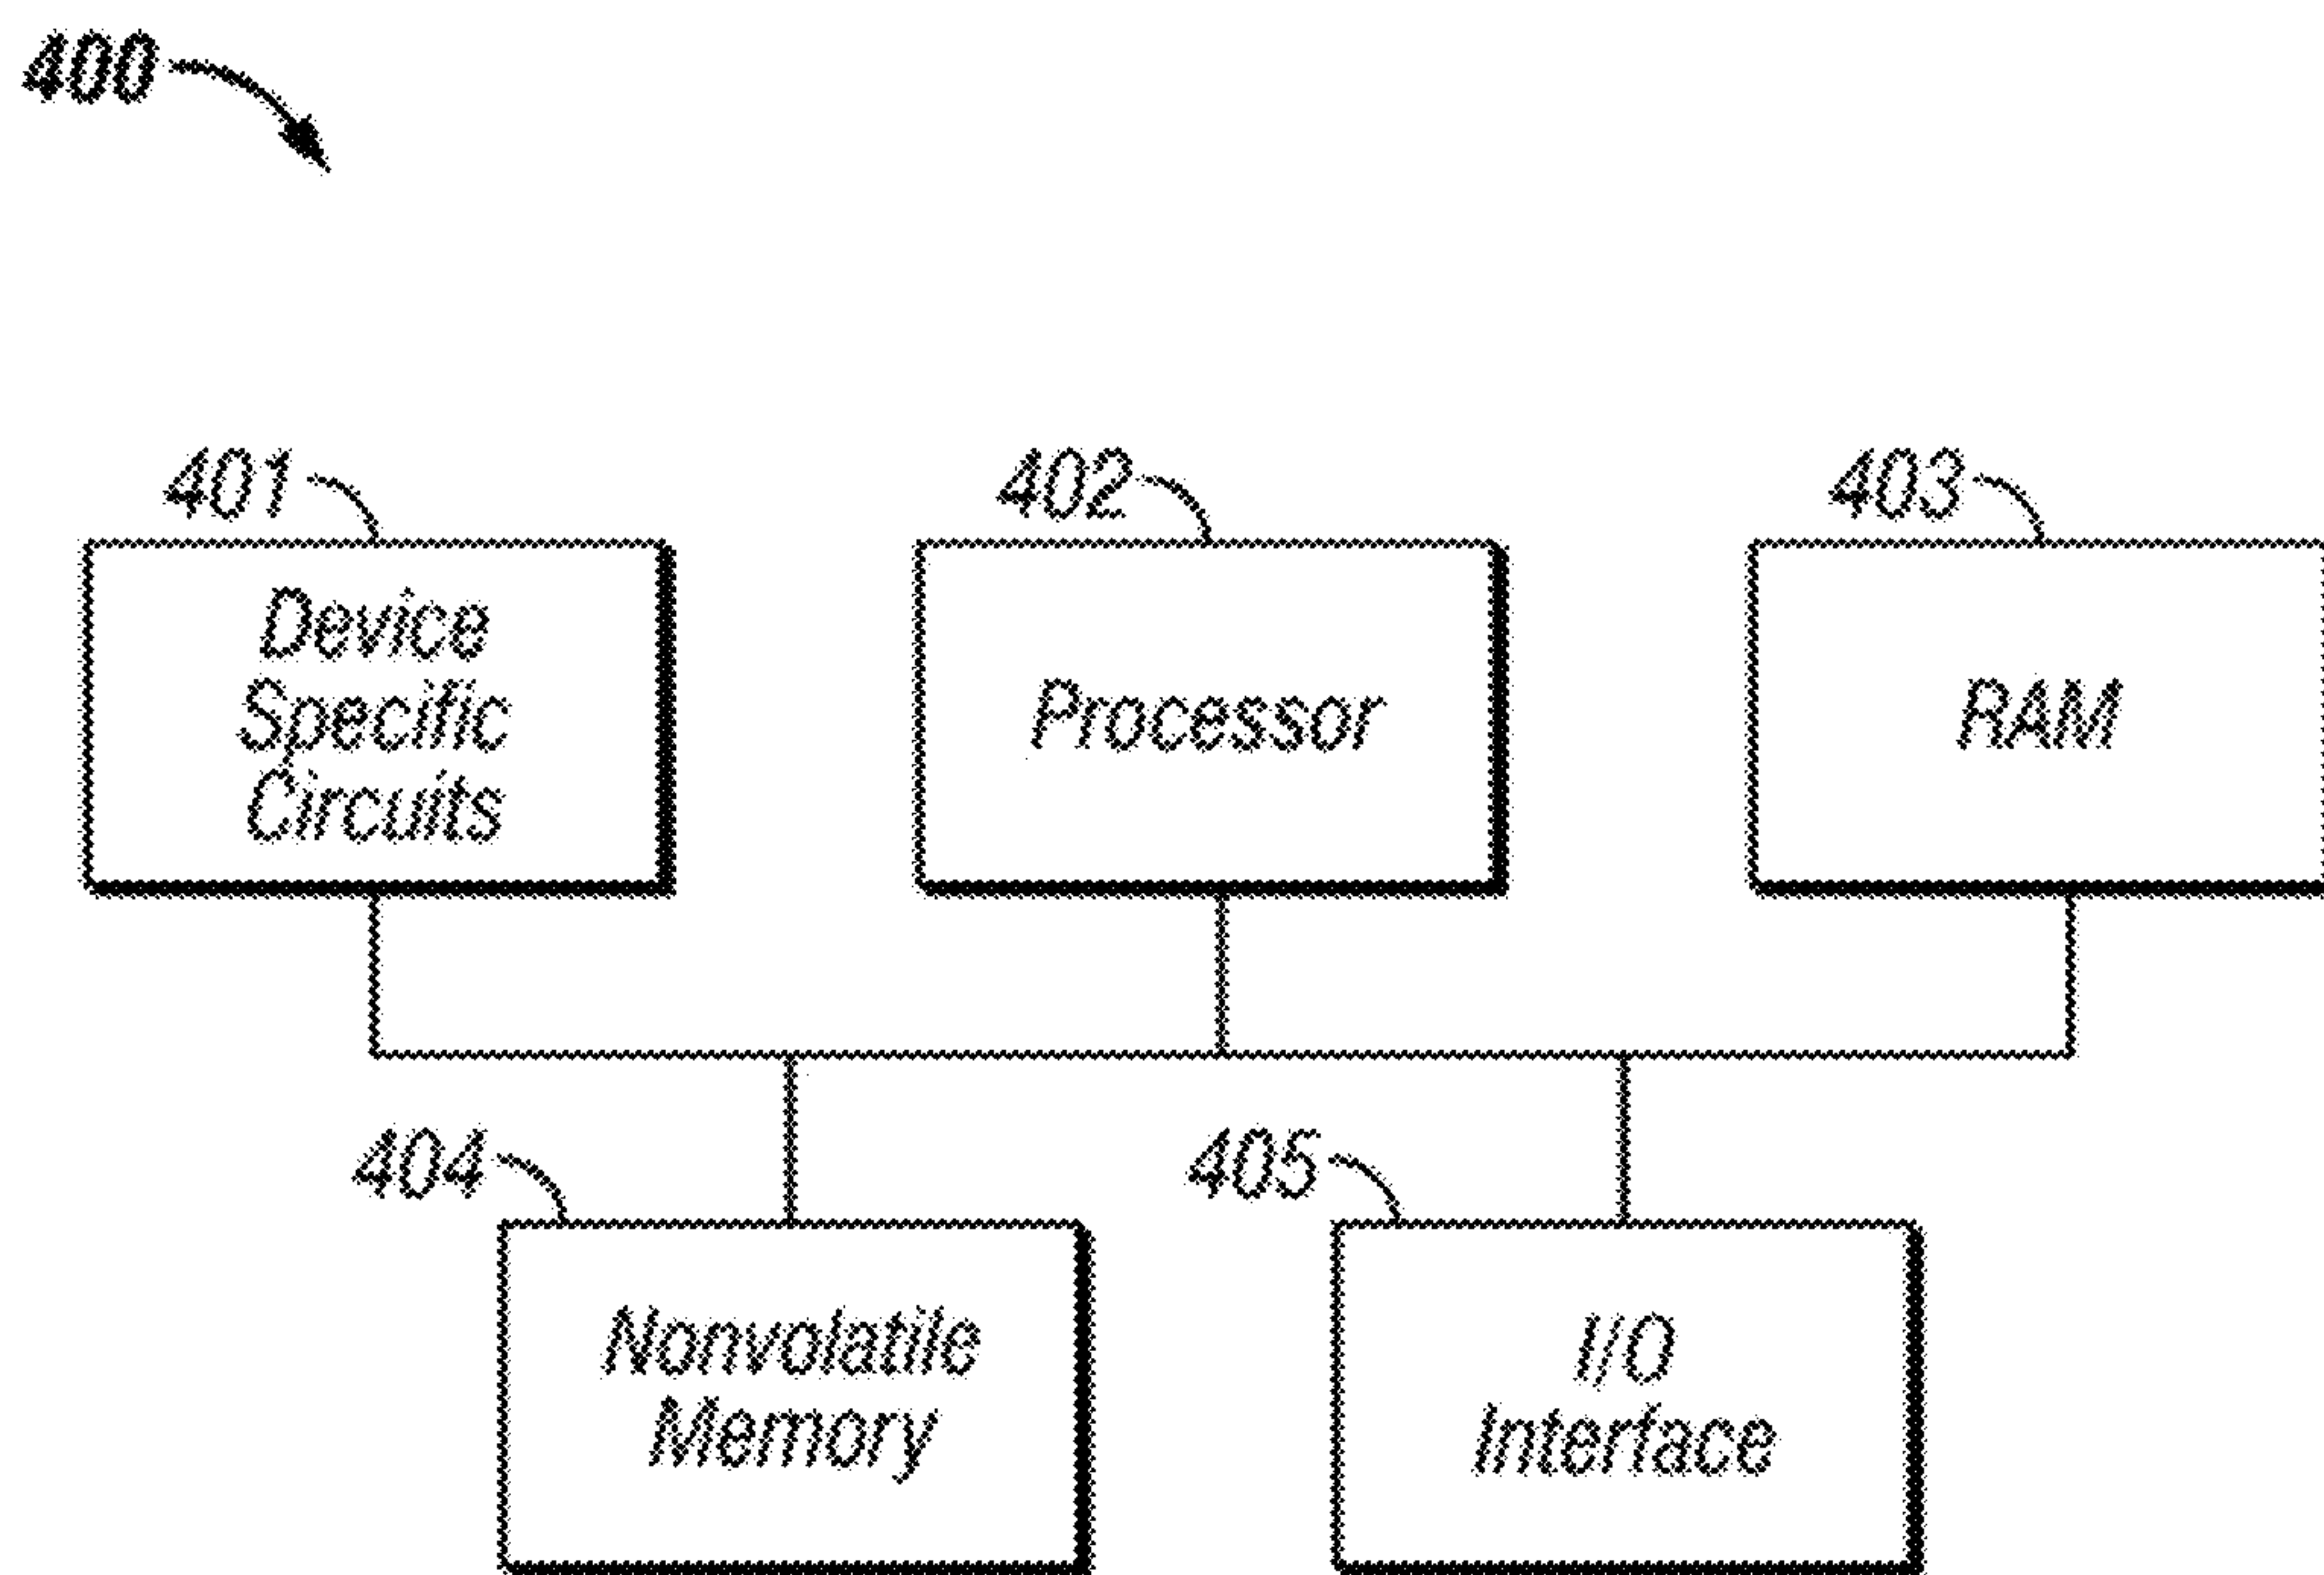 400
401
402
403
Device
Specific
Circuits
Processor
RAM
404
405
Nonvolatile
Memory
I/O
Interface